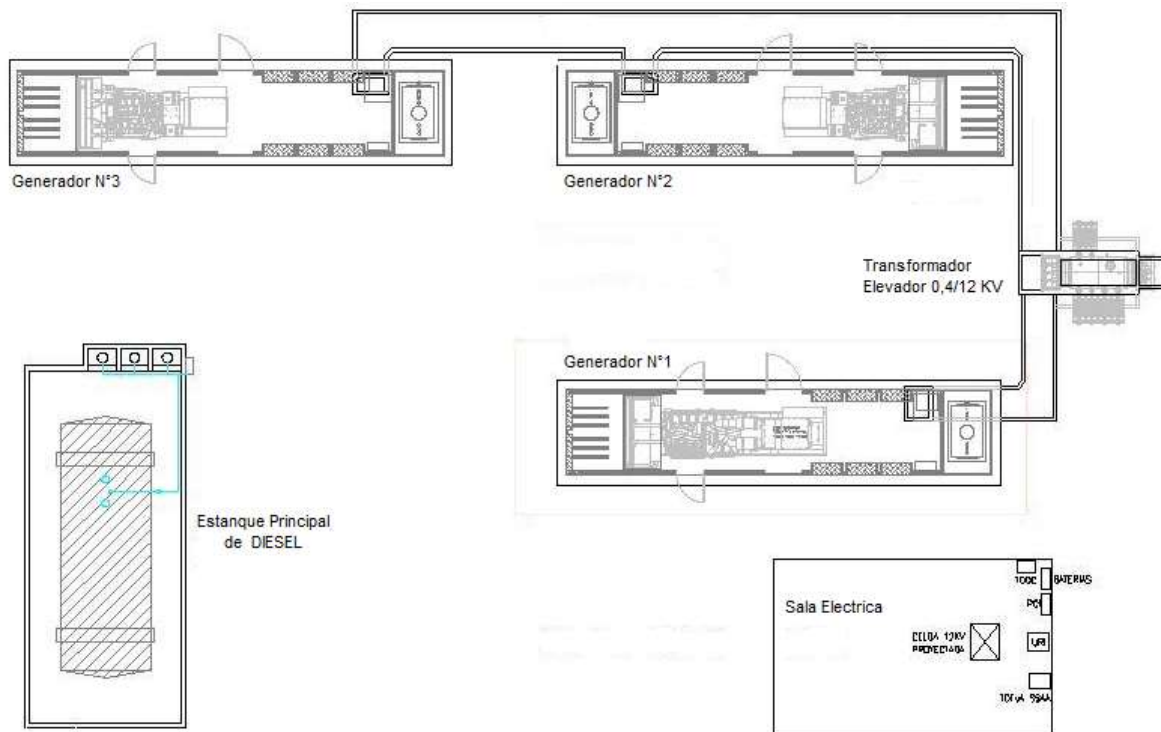 Generador N°3
Generador N°2
Transformador
Elevador 0,4/12 KV
Generador N°1
Estanque Principal
de DIESEL
Sala Electrica
BATERIAS
CELDA 12KV
PROYECTADA